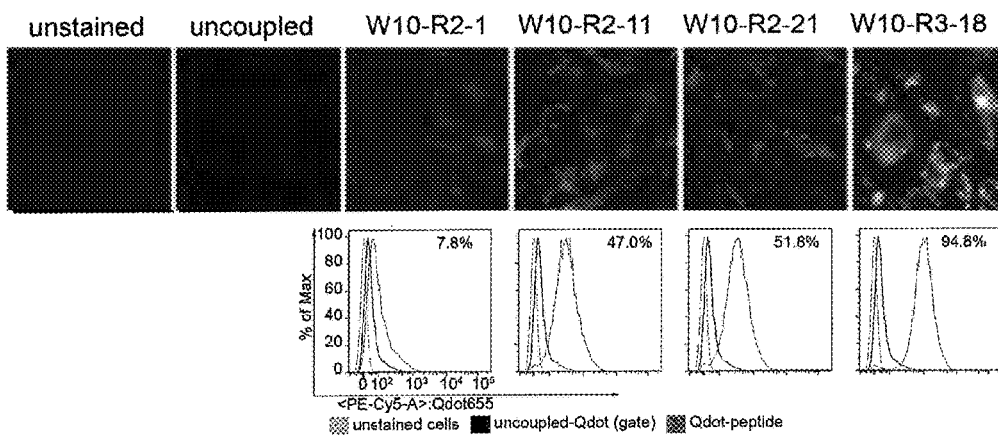 unstained uncoupled W10-R2-1 W10-R2-11 W10-R2-21 W10-R3-18
% of Max
100
80
60
40
20
0
7.8% 47.0% 51.8% 94.8%
0 10² 10³ 10⁴ 10⁵
<PE-Cy5-A>:Qdot655
unstained cells uncoupled-Qdot (gate) Qdot-peptide